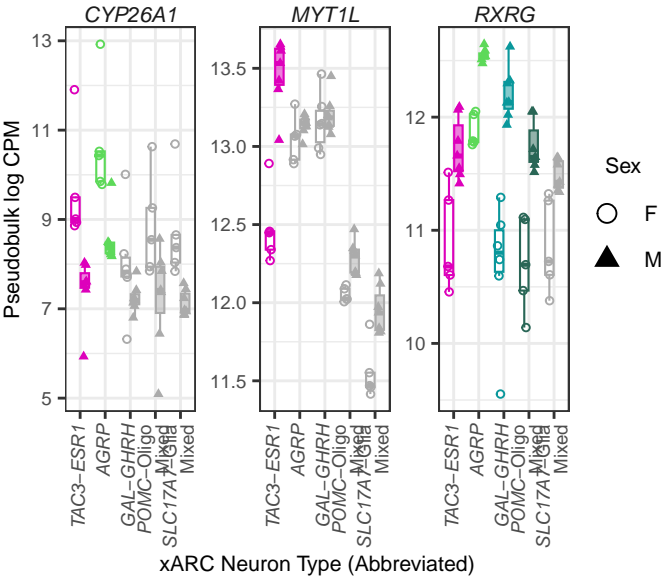 CYP26A1
MYT1L
RXRG
13
11
9
7
5
13.5
13.0
12.5
12.0
11.5
12
11
10
Pseudobulk log CPM
TAC3−ESR1
AGRP
GAL−GHRH
POMC−Oligo
Mixed
SLC17A7−Glia
Mixed
TAC3−ESR1
AGRP
GAL−GHRH
POMC−Oligo
Mixed
SLC17A7−Glia
Mixed
TAC3−ESR1
AGRP
GAL−GHRH
POMC−Oligo
Mixed
SLC17A7−Glia
Mixed
xARC Neuron Type (Abbreviated)
Sex
F
M